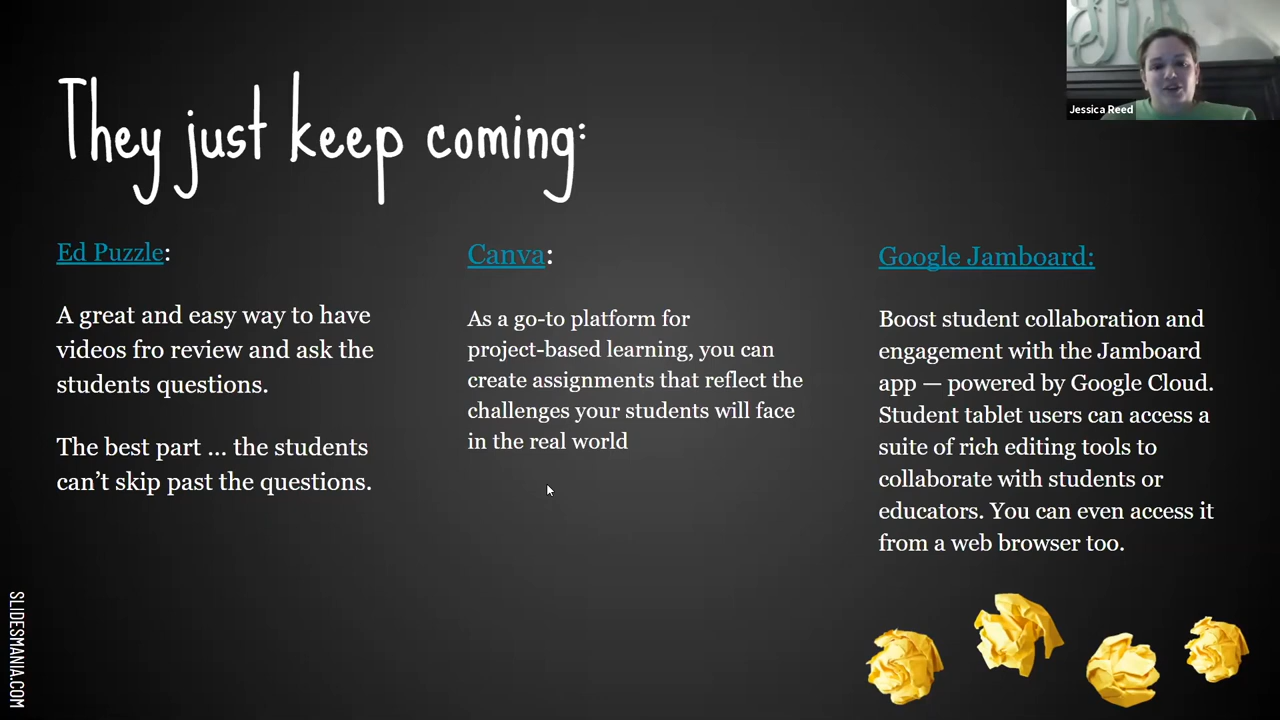 They just keep coming:
Ed Puzzle:
A great and easy way to have
videos fro review and ask the
students questions.
The best part ... the students
can’t skip past the questions.
Canva:
As a go-to platform for
project-based learning, you can
create assignments that reflect the
challenges your students will face
in the real world
Google Jamboard:
Boost student collaboration and
engagement with the Jamboard
app — powered by Google Cloud.
Student tablet users can access a
suite of rich editing tools to
collaborate with students or
educators. You can even access it
from a web browser too.
Jessica Reed
SLIDESMANIA.COM